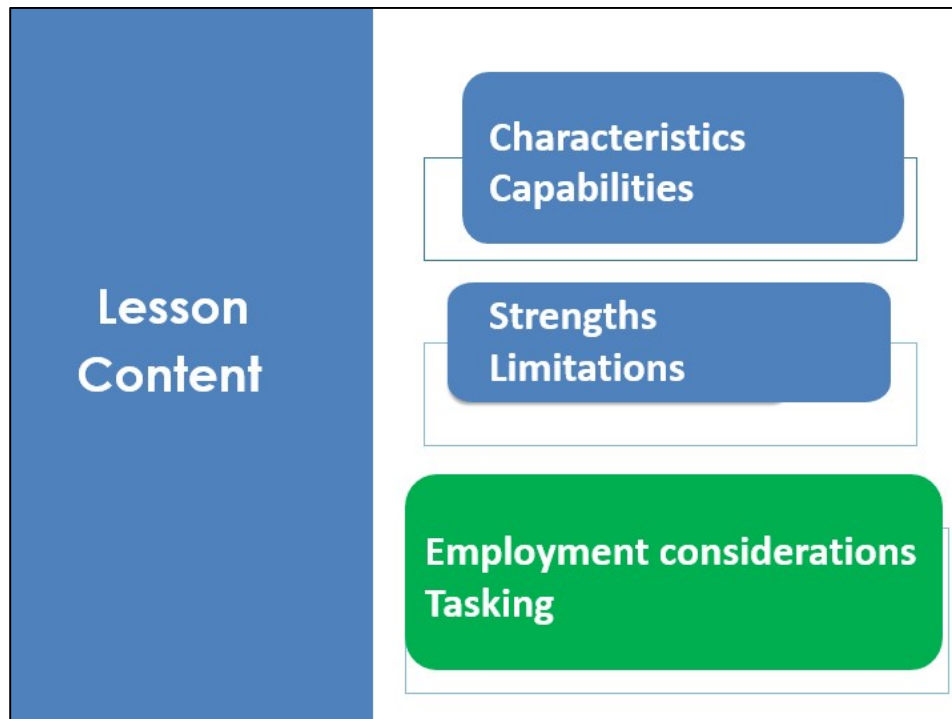 Lesson
Content
Characteristics
Capabilities
Strengths
Limitations
Employment considerations
Tasking